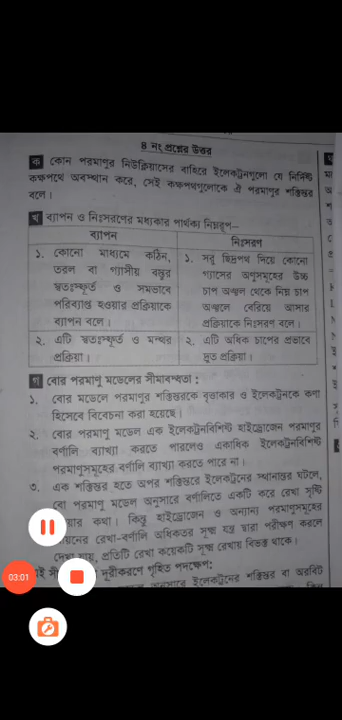 ৪ নং প্রশ্নের উত্তর
ক কোন পরমাণুর নিউক্লিয়াসের বাহিরে ইলেকট্রনগুলো যে নির্দিষ্ট
কক্ষপথে অবস্থান করে, সেই কক্ষপথগুলোকে ঐ পরমাণুর শক্তিস্তর
বলে।
খ ব্যাপন ও নিঃসরণের মধ্যকার পার্থক্য নিম্নরূপ–
ব্যাপন
নিঃসরণ
১. কোনো মাধ্যমে কঠিন,
তরল বা গ্যাসীয় বস্তুর
স্বতঃস্ফূর্ত ও সমভাবে
পরিব্যাপ্ত হওয়ার প্রক্রিয়াকে
ব্যাপন বলে।
১. সরু ছিদ্রপথ দিয়ে কোনো
গ্যাসের অণুসমূহের উচ্চ
চাপ অঞ্চল থেকে নিম্ন চাপ
অঞ্চলে বেরিয়ে আসার
প্রক্রিয়াকে নিঃসরণ বলে।
২. এটি স্বতঃস্ফূর্ত ও মন্থর
প্রক্রিয়া।
২. এটি অধিক চাপের প্রভাবে
দ্রুত প্রক্রিয়া।
গ বোর পরমাণু মডেলের সীমাবদ্ধতা :
১. বোর মডেলে পরমাণুর শক্তিস্তরকে বৃত্তাকার ও ইলেকট্রনকে কণা
হিসেবে বিবেচনা করা হয়েছে।
২. বোর পরমাণু মডেল এক ইলেকট্রনবিশিষ্ট হাইড্রোজেন পরমাণুর
বর্ণালি ব্যাখ্যা করতে পারলেও একাধিক ইলেকট্রনবিশিষ্ট
পরমাণুসমূহের বর্ণালি ব্যাখ্যা করতে পারে না।
৩. এক শক্তিস্তর হতে অপর শক্তিস্তরে ইলেকট্রনের স্থানান্তর ঘটলে,
পরমাণু মডেল অনুসারে বর্ণালিতে একটি করে রেখা সৃষ্টি
কথা। কিন্তু হাইড্রোজেন ও অন্যান্য পরমাণুসমূহের
রেখা-বর্ণালি অধিকতর সূক্ষ্ম যন্ত্র দ্বারা পরীক্ষণ করলে
দেখা যায়, প্রতিটি রেখা কয়েকটি সূক্ষ্ম রেখায় বিভক্ত থাকে।
দূরীকরণে গৃহিত পদক্ষেপ:
অনুসারে ইলেকট্রনের শক্তিস্তর বা অরবিট
03:01